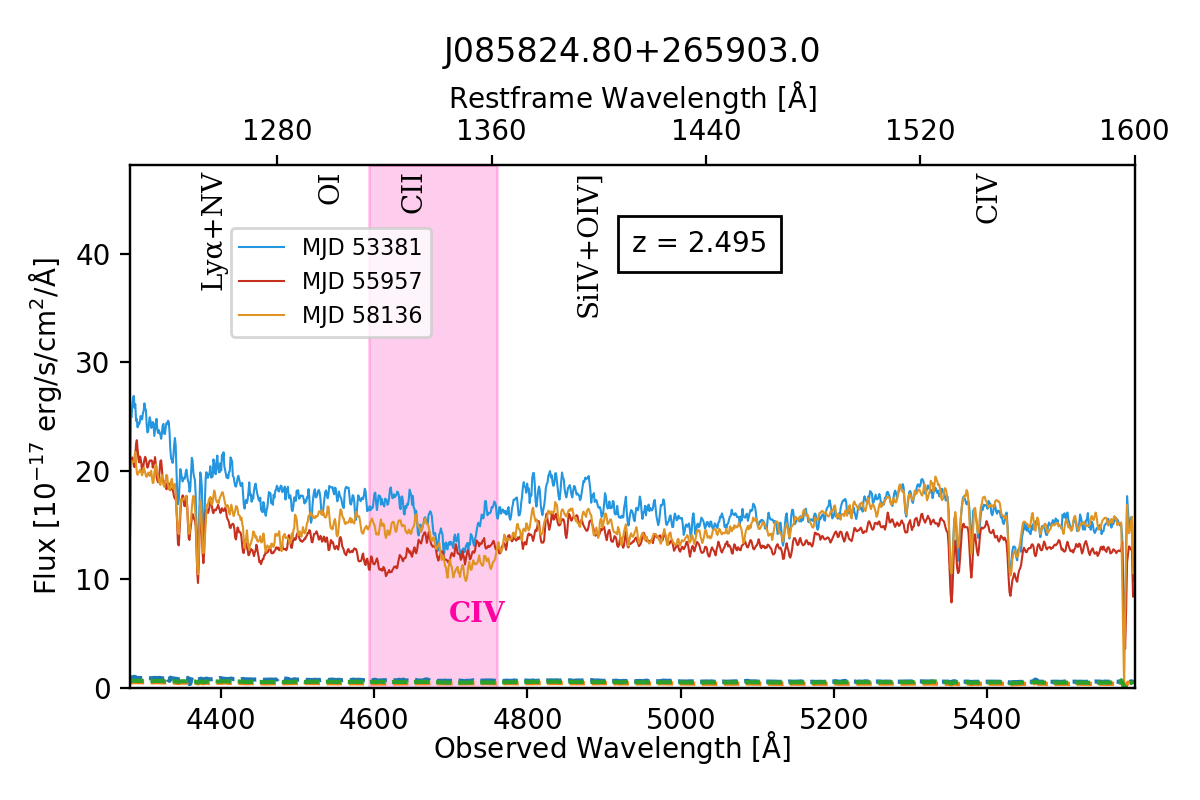 J085824.80+265903.0
Restframe Wavelength [Å]
1280 1360 1440 1520 1600
Lyα+NV
OI
CII
SiIV+OIV]
CIV
z = 2.495
MJD 53381
MJD 55957
MJD 58136
CIV
Flux [10⁻¹⁷ erg/s/cm²/Å]
40
30
20
10
0
4400 4600 4800 5000 5200 5400
Observed Wavelength [Å]